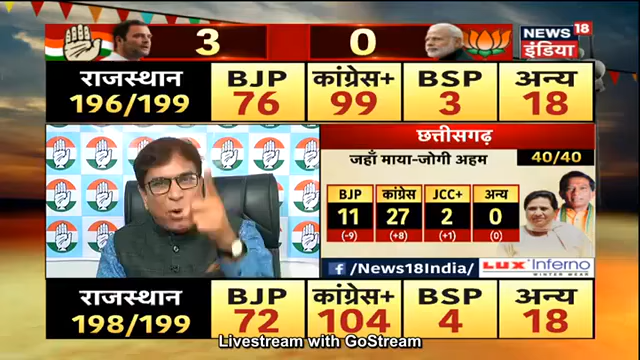 3 0
NEWS 18
इंडिया
राजस्थान BJP कांग्रेस+ BSP अन्य
196/199 76 99 3 18
छत्तीसगढ़
जहाँ माया-जोगी अहम 40/40
BJP कांग्रेस JCC+ अन्य
11 27 2 0
(-9) (+8) (+1) (0)
f/News18India/ LUX Inferno
WINTER WEAR
राजस्थान BJP कांग्रेस+ BSP अन्य
198/199 72 104 4 18
Livestream with GoStream